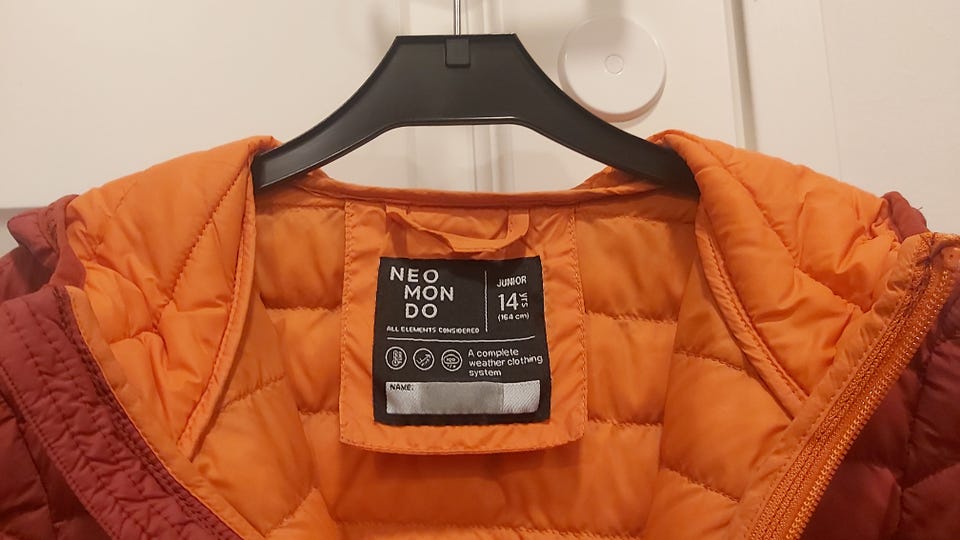 NEO
MON
DO
ALL ELEMENTS CONSIDERED
JUNIOR
14 YRS
(164 cm)
A complete
weather clothing
system
NAME: